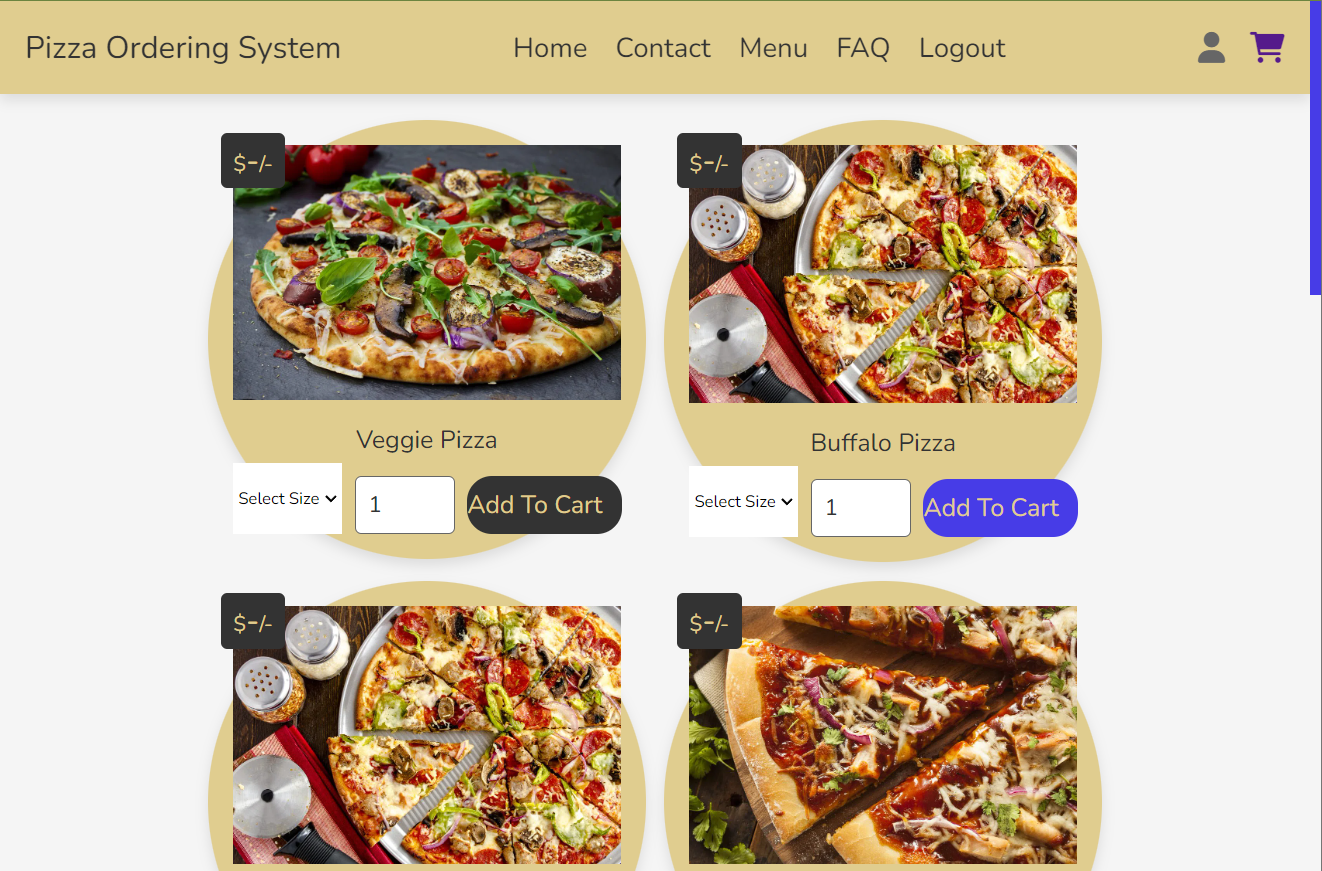 Pizza Ordering System
Home Contact Menu FAQ Logout
$-/-
$-/-
Veggie Pizza
Buffalo Pizza
Select Size 1 Add To Cart
Select Size 1 Add To Cart
$-/-
$-/-